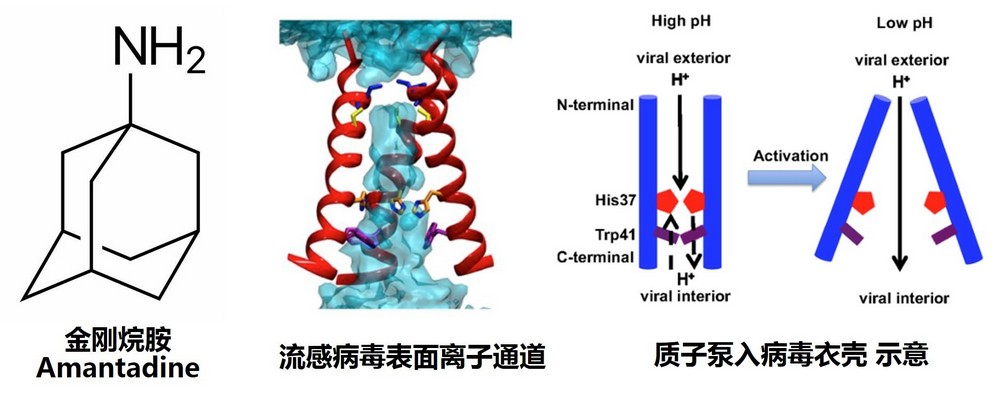 NH₂
金刚烷胺
Amantadine
流感病毒表面离子通道
High pH
viral exterior
H⁺
N-terminal
His37
Trp41
C-terminal
H⁺
viral interior
Activation
Low pH
viral exterior
H⁺
viral interior
质子泵入病毒衣壳 示意